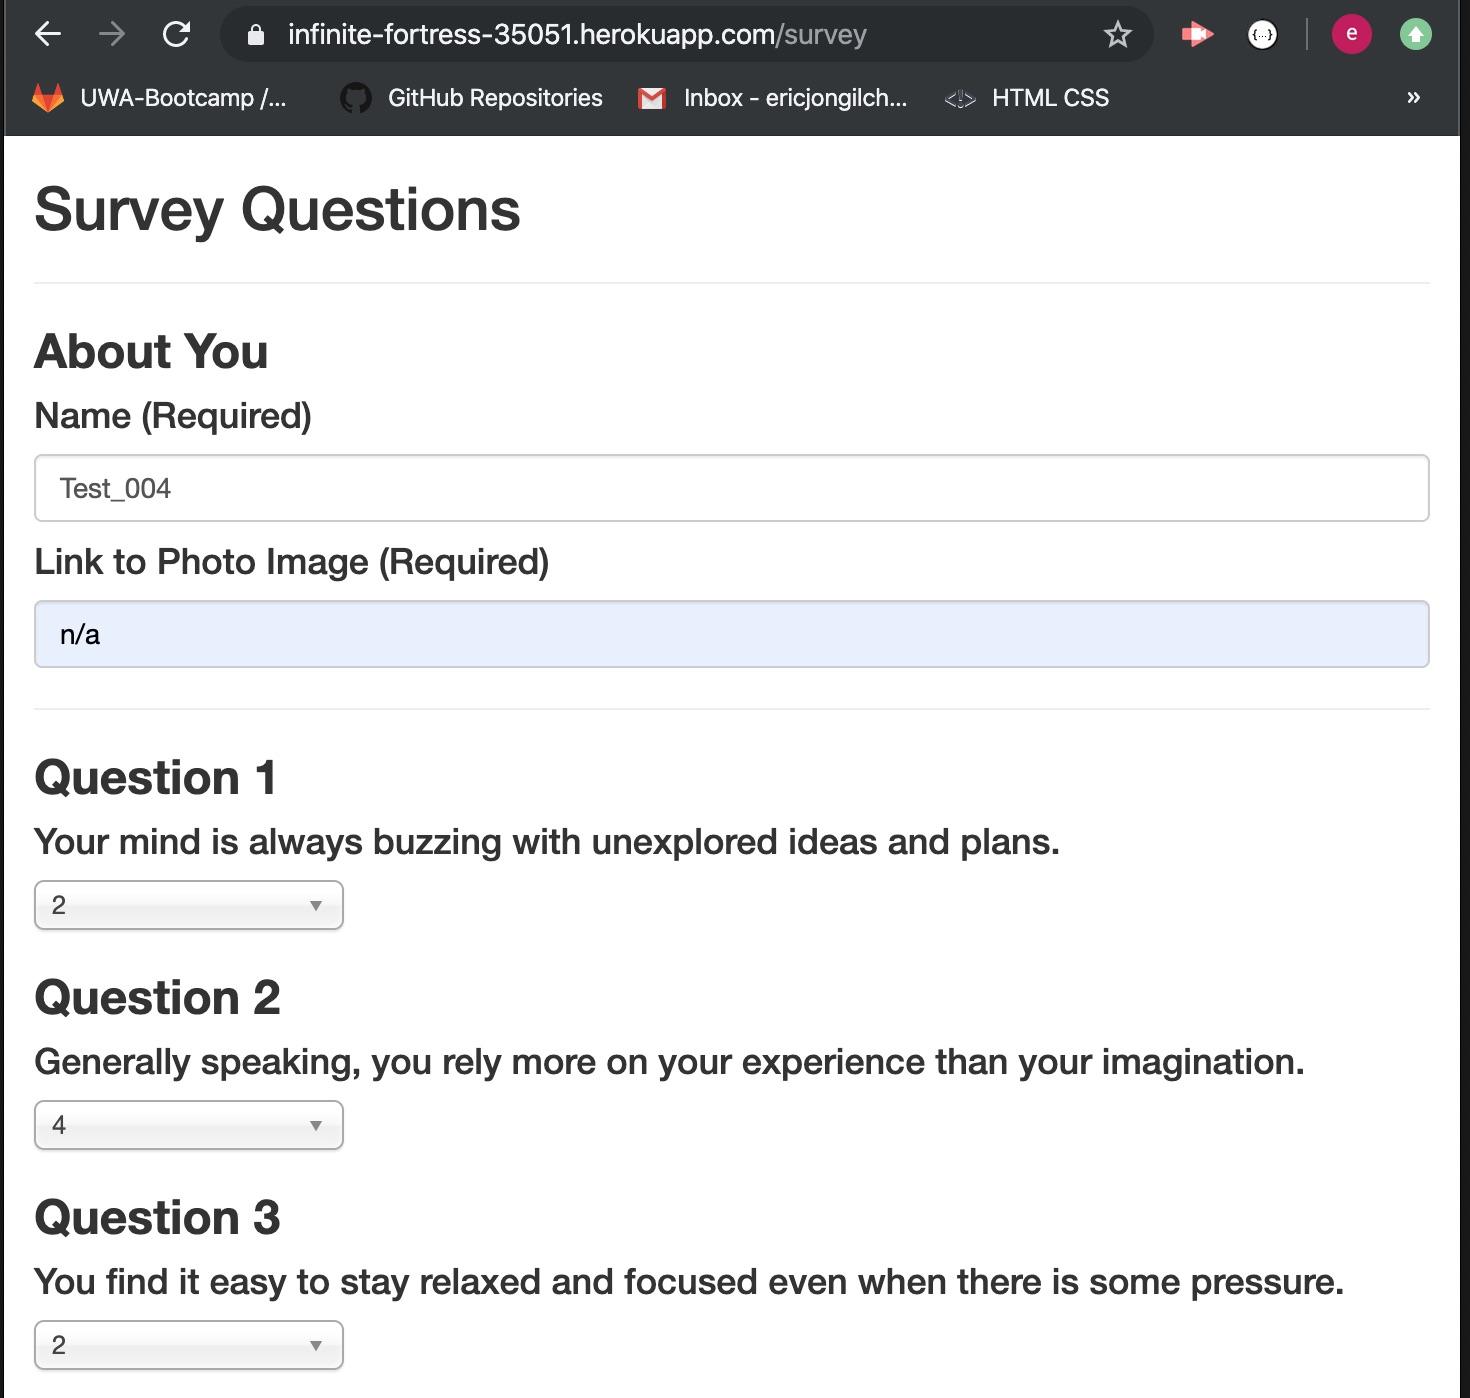 infinite-fortress-35051.herokuapp.com/survey
{...}
e
UWA-Bootcamp /...
GitHub Repositories
Inbox - ericjongilch...
</> HTML CSS
»
Survey Questions
About You
Name (Required)
Test_004
Link to Photo Image (Required)
n/a
Question 1
Your mind is always buzzing with unexplored ideas and plans.
2
Question 2
Generally speaking, you rely more on your experience than your imagination.
4
Question 3
You find it easy to stay relaxed and focused even when there is some pressure.
2